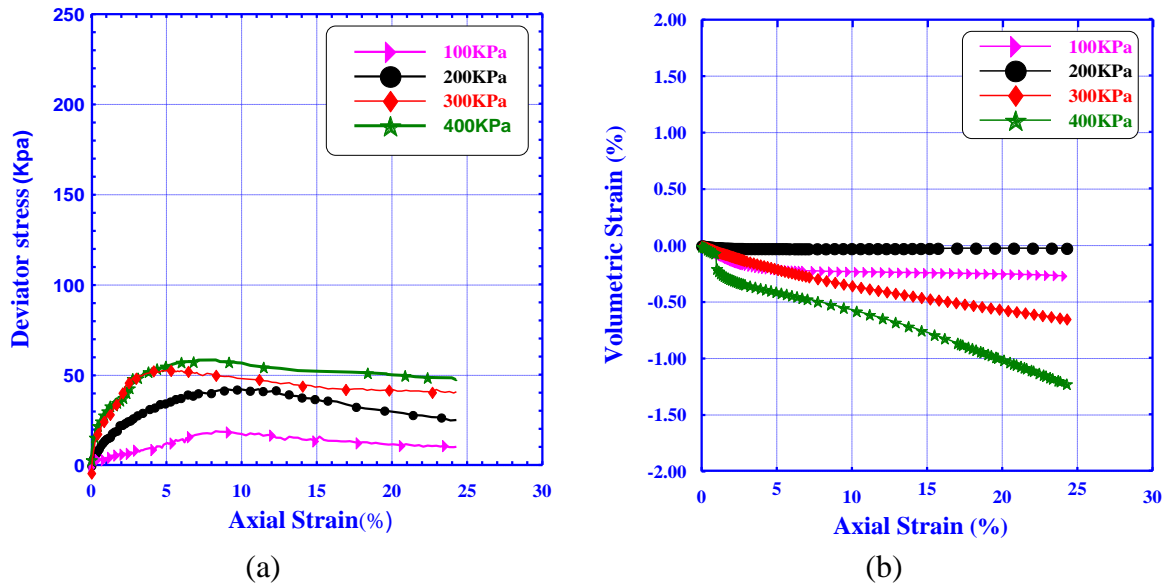 250
200
150
100
50
0
0
5
10
15
20
25
30
Deviator stress (Kpa)
Axial Strain(%)
100KPa
200KPa
300KPa
400KPa
(a)
2.00
1.50
1.00
0.50
0.00
-0.50
-1.00
-1.50
-2.00
0
5
10
15
20
25
30
Volumetric Strain (%)
Axial Strain (%)
100KPa
200KPa
300KPa
400KPa
(b)